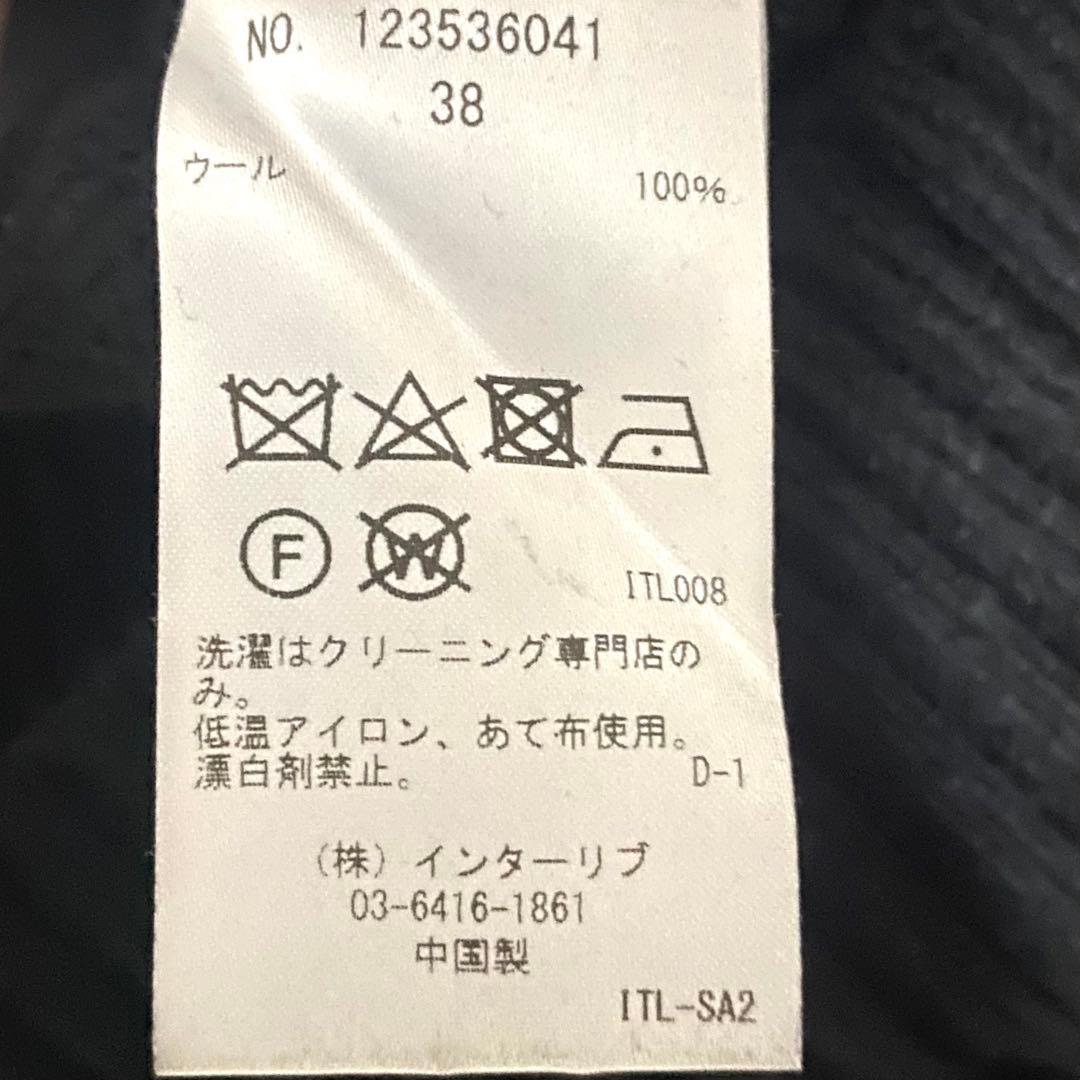 NO. 123536041
38
ウール 100%
F W
ITL008
洗濯はクリーニング専門店の
み。
低温アイロン、あて布使用。
漂白剤禁止。 D-1
(株)インターリブ
03-6416-1861
中国製
ITL-SA2